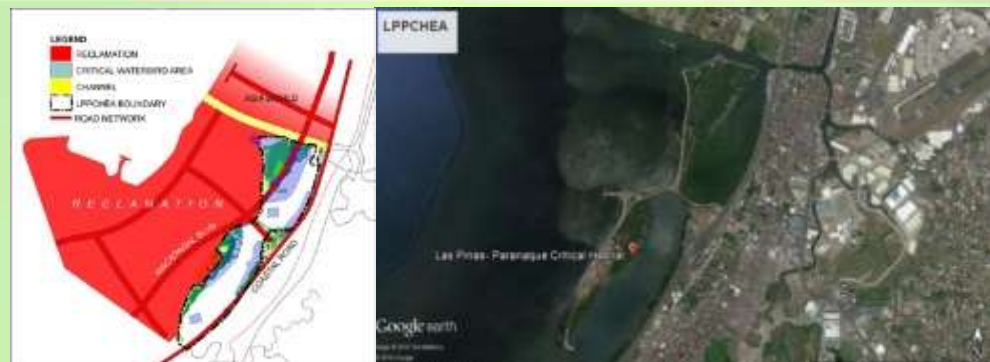 LEGEND
RECLAMATION
CRITICAL WATERBIRD AREA
CHANNEL
LPPCHEA BOUNDARY
ROAD NETWORK
RECLAMATION
COASTAL ROAD
LPPCHEA
Las Pinas- Paranaque Critical Habitat
Google earth